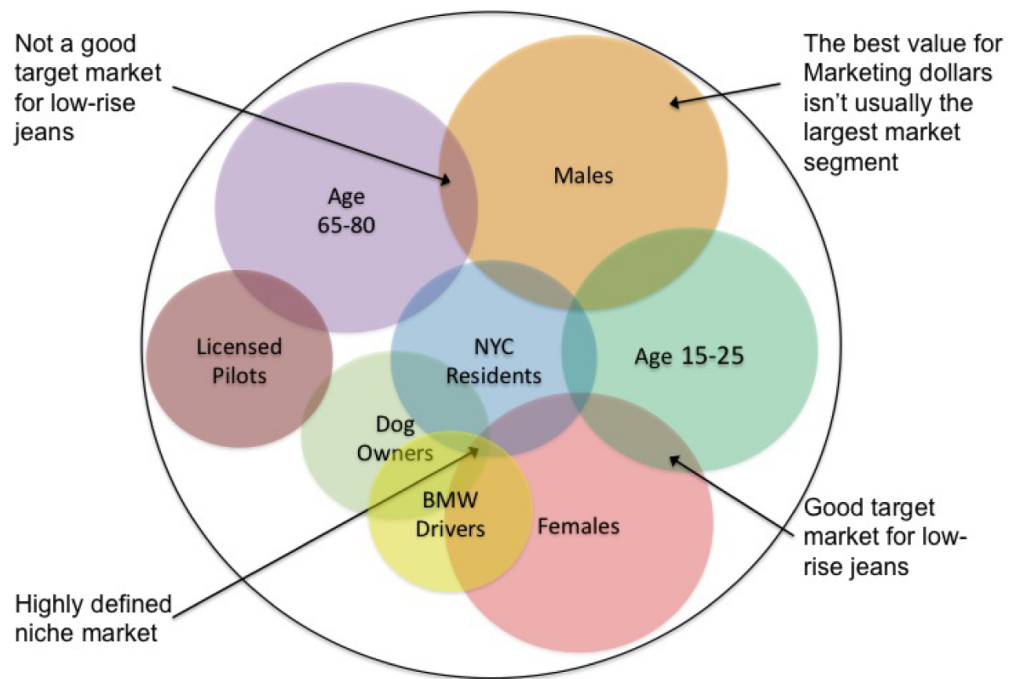 Not a good
target market
for low-rise
jeans
The best value for
Marketing dollars
isn't usually the
largest market
segment
Males
Age
65-80
Licensed
Pilots
NYC
Residents
Age 15-25
Dog
Owners
BMW
Drivers
Females
Good target
market for low-
rise jeans
Highly defined
niche market